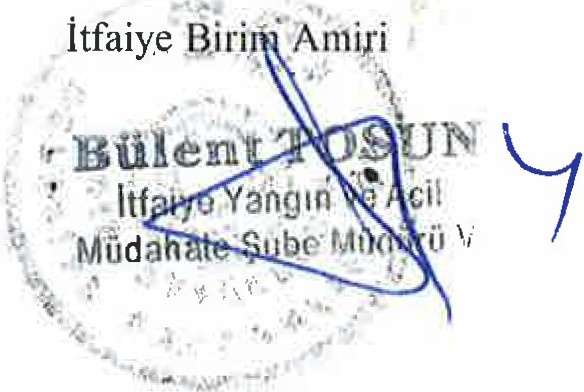 İtfaiye Birim Amiri
Bülent TOSUN
İtfaiye Yangın ve Acil
Müdahale Şube Müdürü V